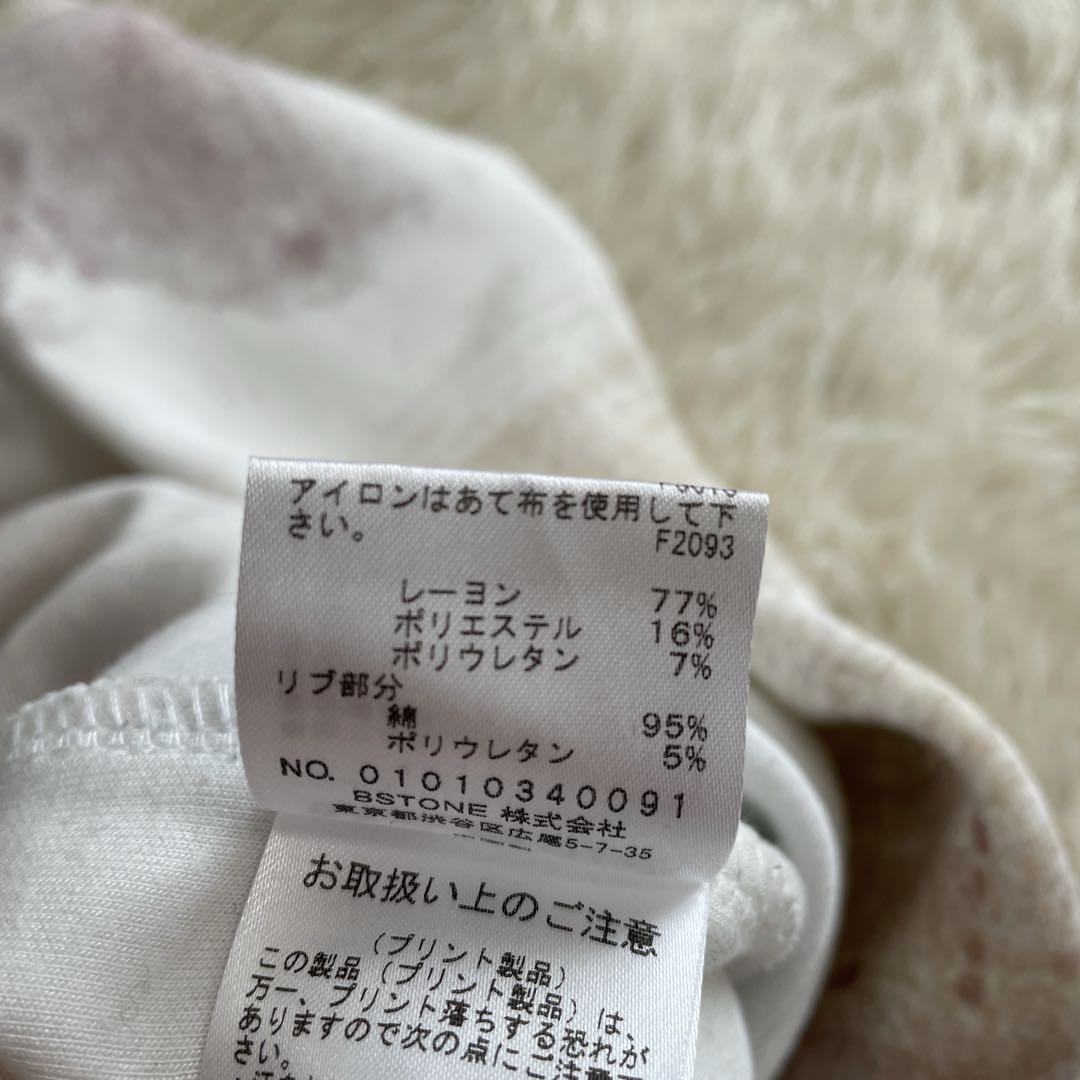 アイロンはあて布を使用して下
さい。 F2093
レーヨン 77%
ポリエステル 16%
ポリウレタン 7%
リブ部分
綿 95%
ポリウレタン 5%
NO. 01010340091
BSTONE 株式会社
東京都渋谷区広尾5-7-35
お取扱い上のご注意
(プリント製品)
この製品(プリント製品)は、
万一、プリント落ちする恐れが
ありますので次の点にご注意下
さい。